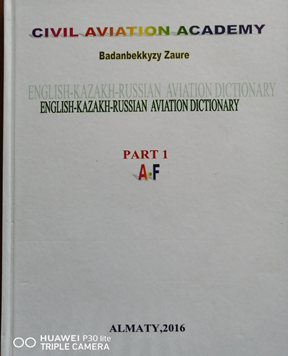 CIVIL AVIATION ACADEMY
Badanbekkyzy Zaure
ENGLISH-KAZAKH-RUSSIAN AVIATION DICTIONARY
ENGLISH-KAZAKH-RUSSIAN AVIATION DICTIONARY
PART 1
A-F
ALMATY,2016
HUAWEI P30 lite
TRIPLE CAMERA